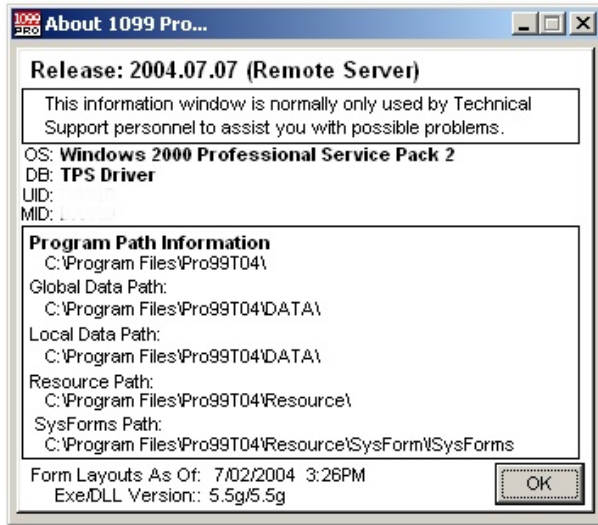 1099 PRO About 1099 Pro...
Release: 2004.07.07 (Remote Server)
This information window is normally only used by Technical
Support personnel to assist you with possible problems.
OS: Windows 2000 Professional Service Pack 2
DB: TPS Driver
UID:
MID:
Program Path Information
C:\Program Files\Pro99T04\
Global Data Path:
C:\Program Files\Pro99T04\DATA\
Local Data Path:
C:\Program Files\Pro99T04\DATA\
Resource Path:
C:\Program Files\Pro99T04\Resource\
SysForms Path:
C:\Program Files\Pro99T04\Resource\SysForm\!SysForms
Form Layouts As Of: 7/02/2004 3:26PM
Exe/DLL Version:: 5.5g/5.5g
OK